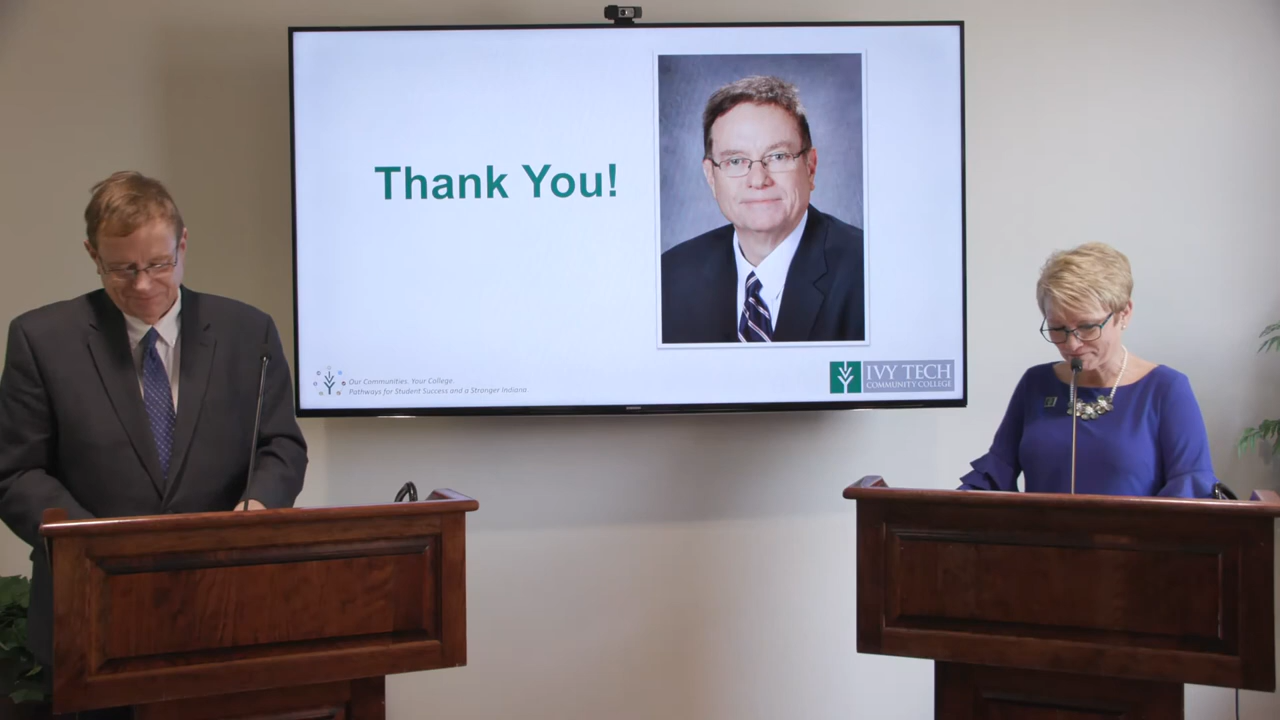 Thank You!
Our Communities. Your College.
Pathways for Student Success and a Stronger Indiana
IVY TECH
COMMUNITY COLLEGE